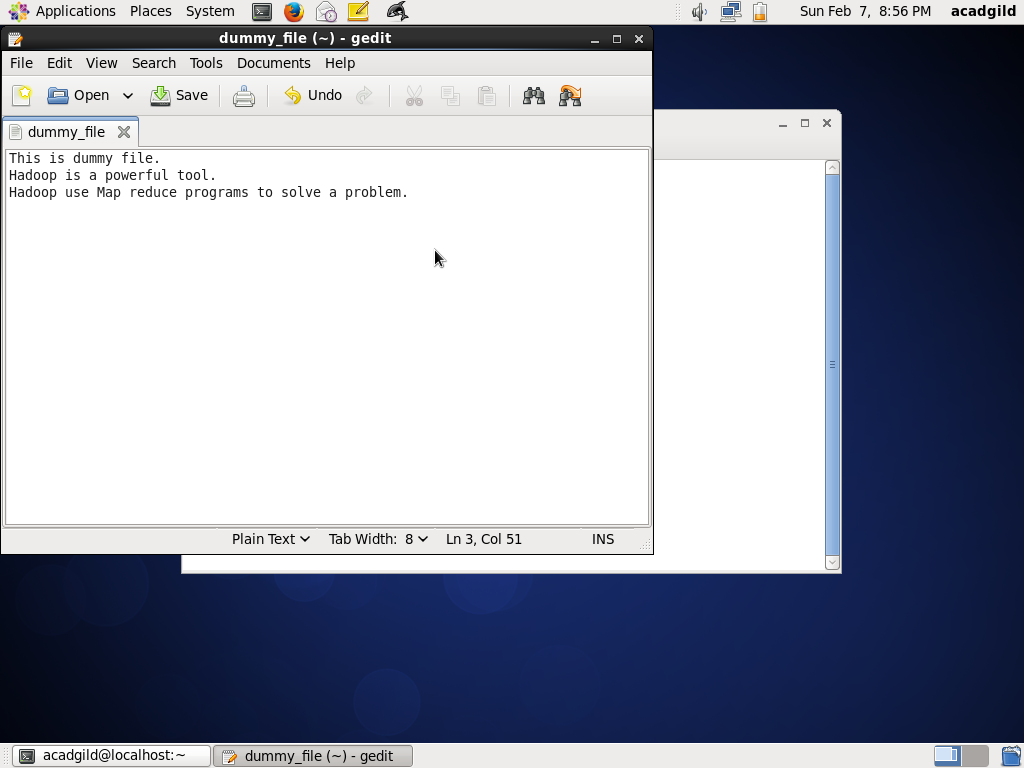 Applications Places System Sun Feb 7, 8:56 PM acadgild
dummy_file (~) - gedit
File Edit View Search Tools Documents Help
Open Save Undo
dummy_file
This is dummy file.
Hadoop is a powerful tool.
Hadoop use Map reduce programs to solve a problem.
Plain Text Tab Width: 8 Ln 3, Col 51 INS
acadgild@localhost:~ dummy_file (~) - gedit